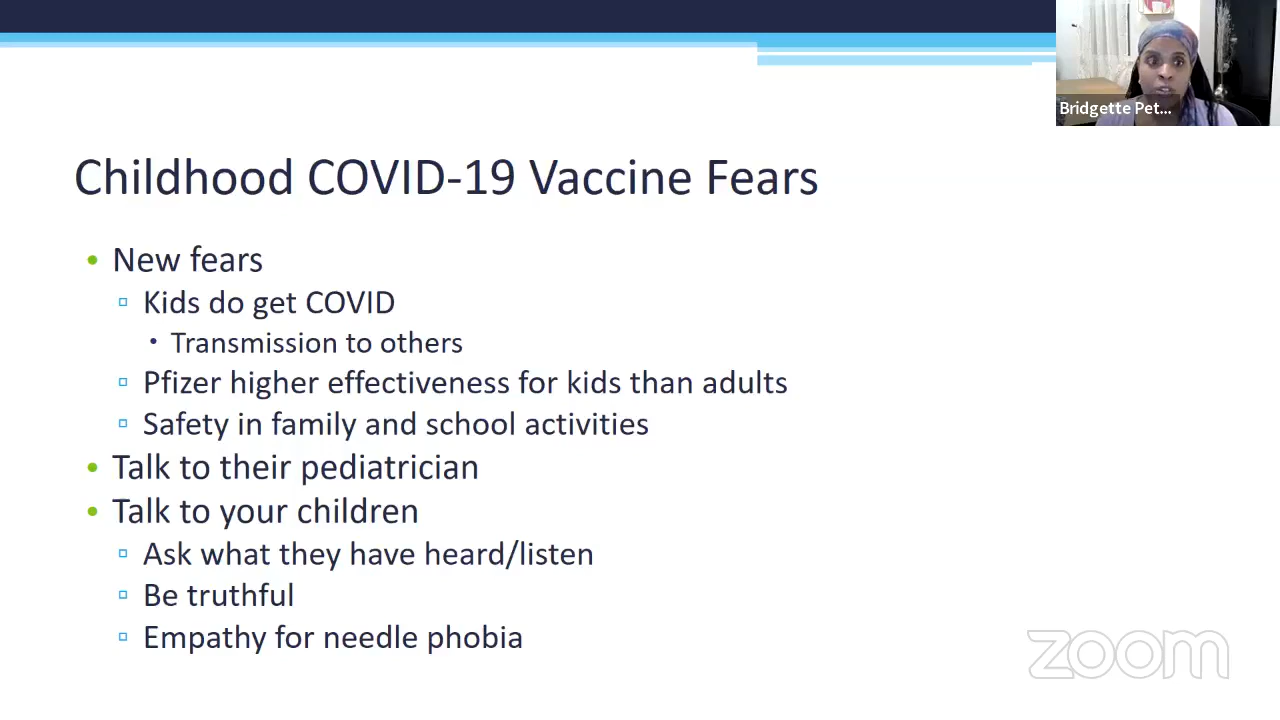 Bridgette Pet...
Childhood COVID-19 Vaccine Fears
• New fears
▫ Kids do get COVID
• Transmission to others
▫ Pfizer higher effectiveness for kids than adults
▫ Safety in family and school activities
• Talk to their pediatrician
• Talk to your children
▫ Ask what they have heard/listen
▫ Be truthful
▫ Empathy for needle phobia
zoom